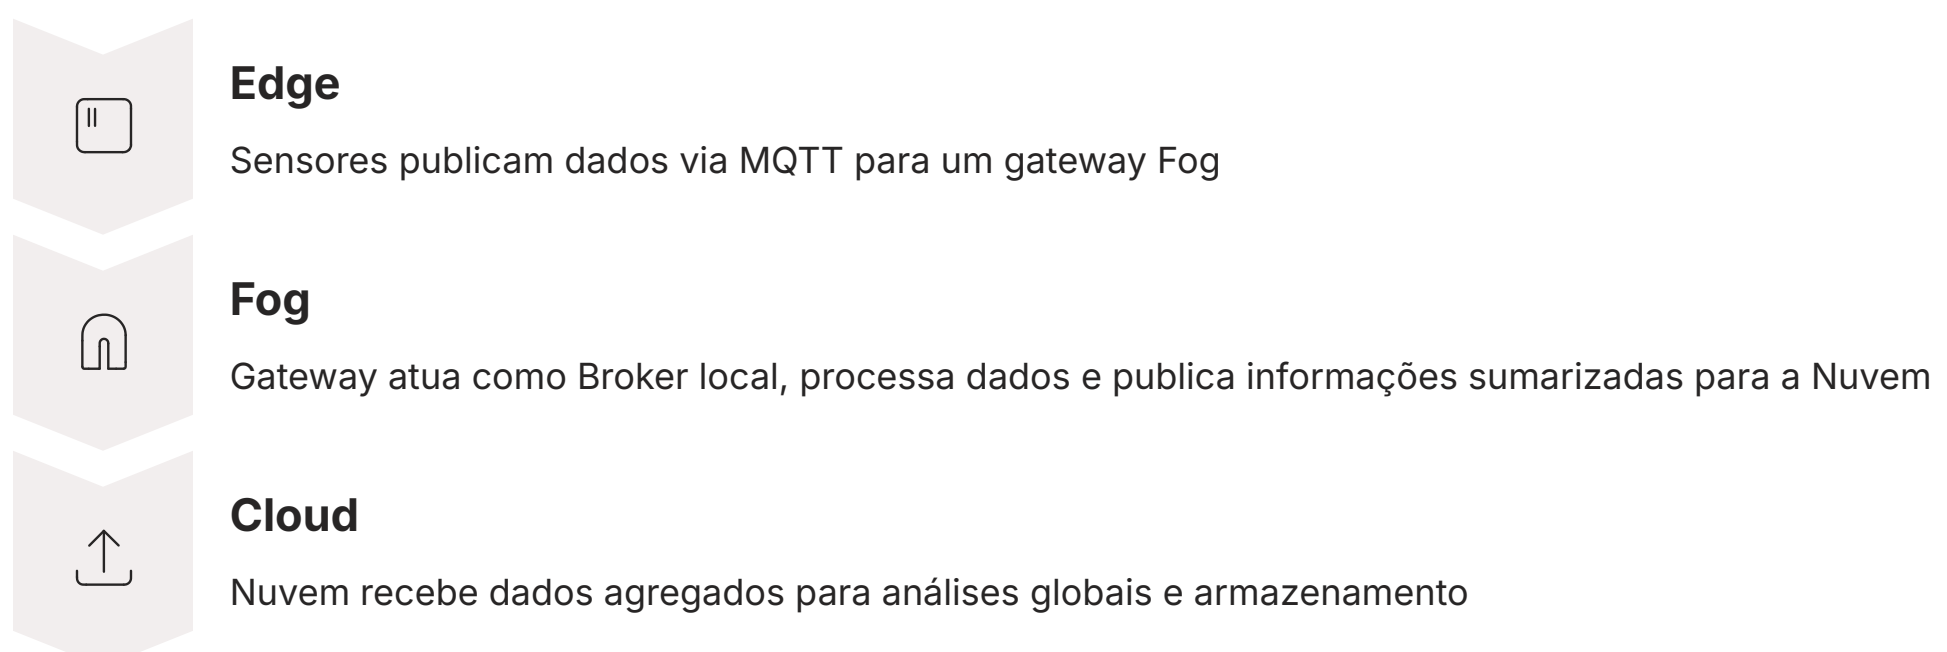 Edge
Sensores publicam dados via MQTT para um gateway Fog
Fog
Gateway atua como Broker local, processa dados e publica informações sumarizadas para a Nuvem
Cloud
Nuvem recebe dados agregados para análises globais e armazenamento